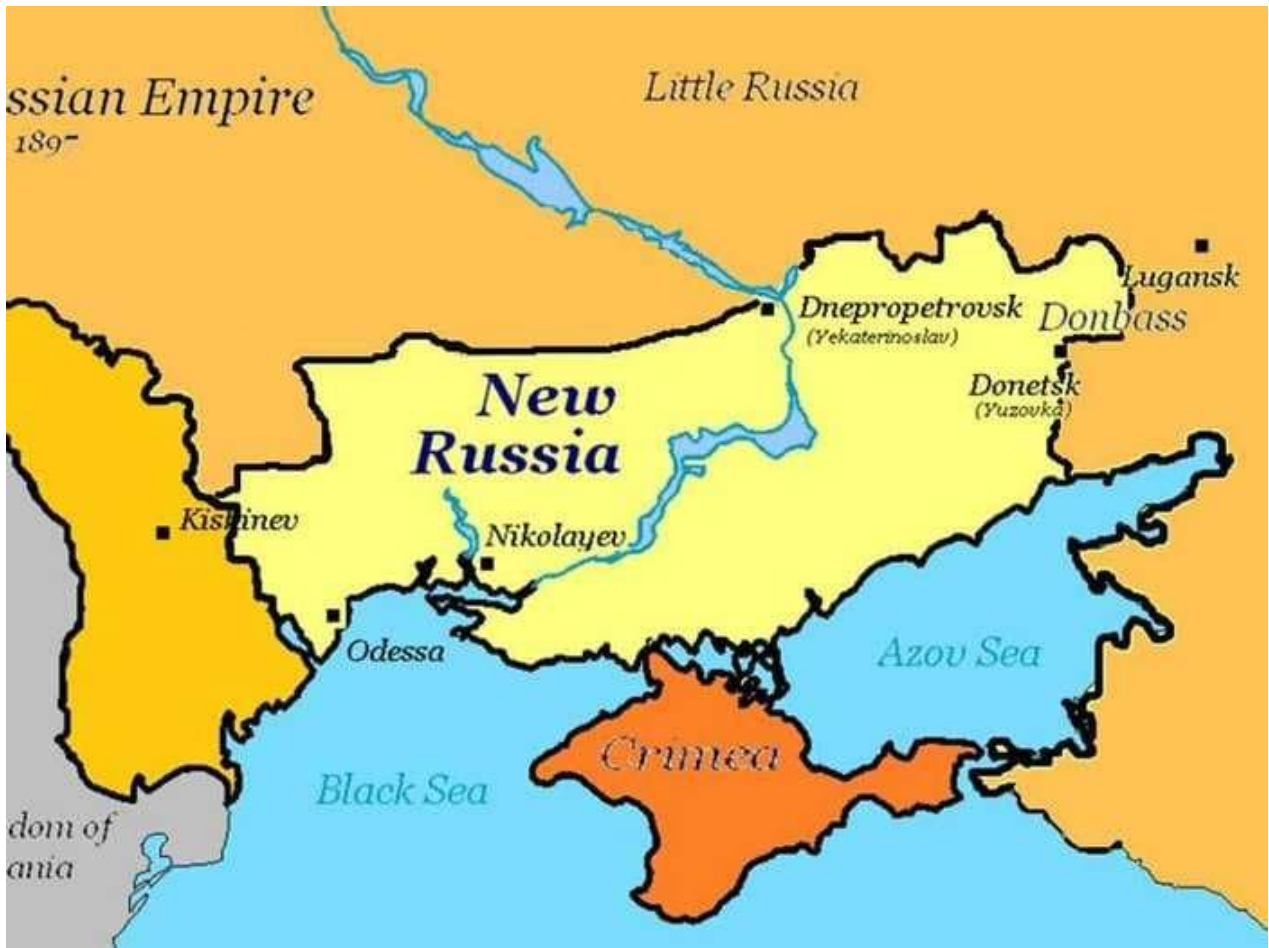 ssian Empire
189-
Little Russia
Lugansk
Dnepropetrovsk
(Yekaterinoslav)
Donbass
Donetsk
(Yuzovka)
New
Russia
Kishinev
Nikolayev
Odessa
Azov Sea
Crimea
Black Sea
dom of
ania